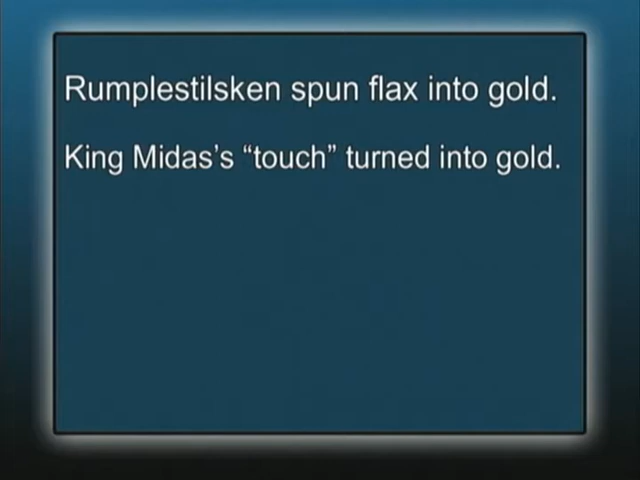 Rumplestilsken spun flax into gold.
King Midas's “touch” turned into gold.